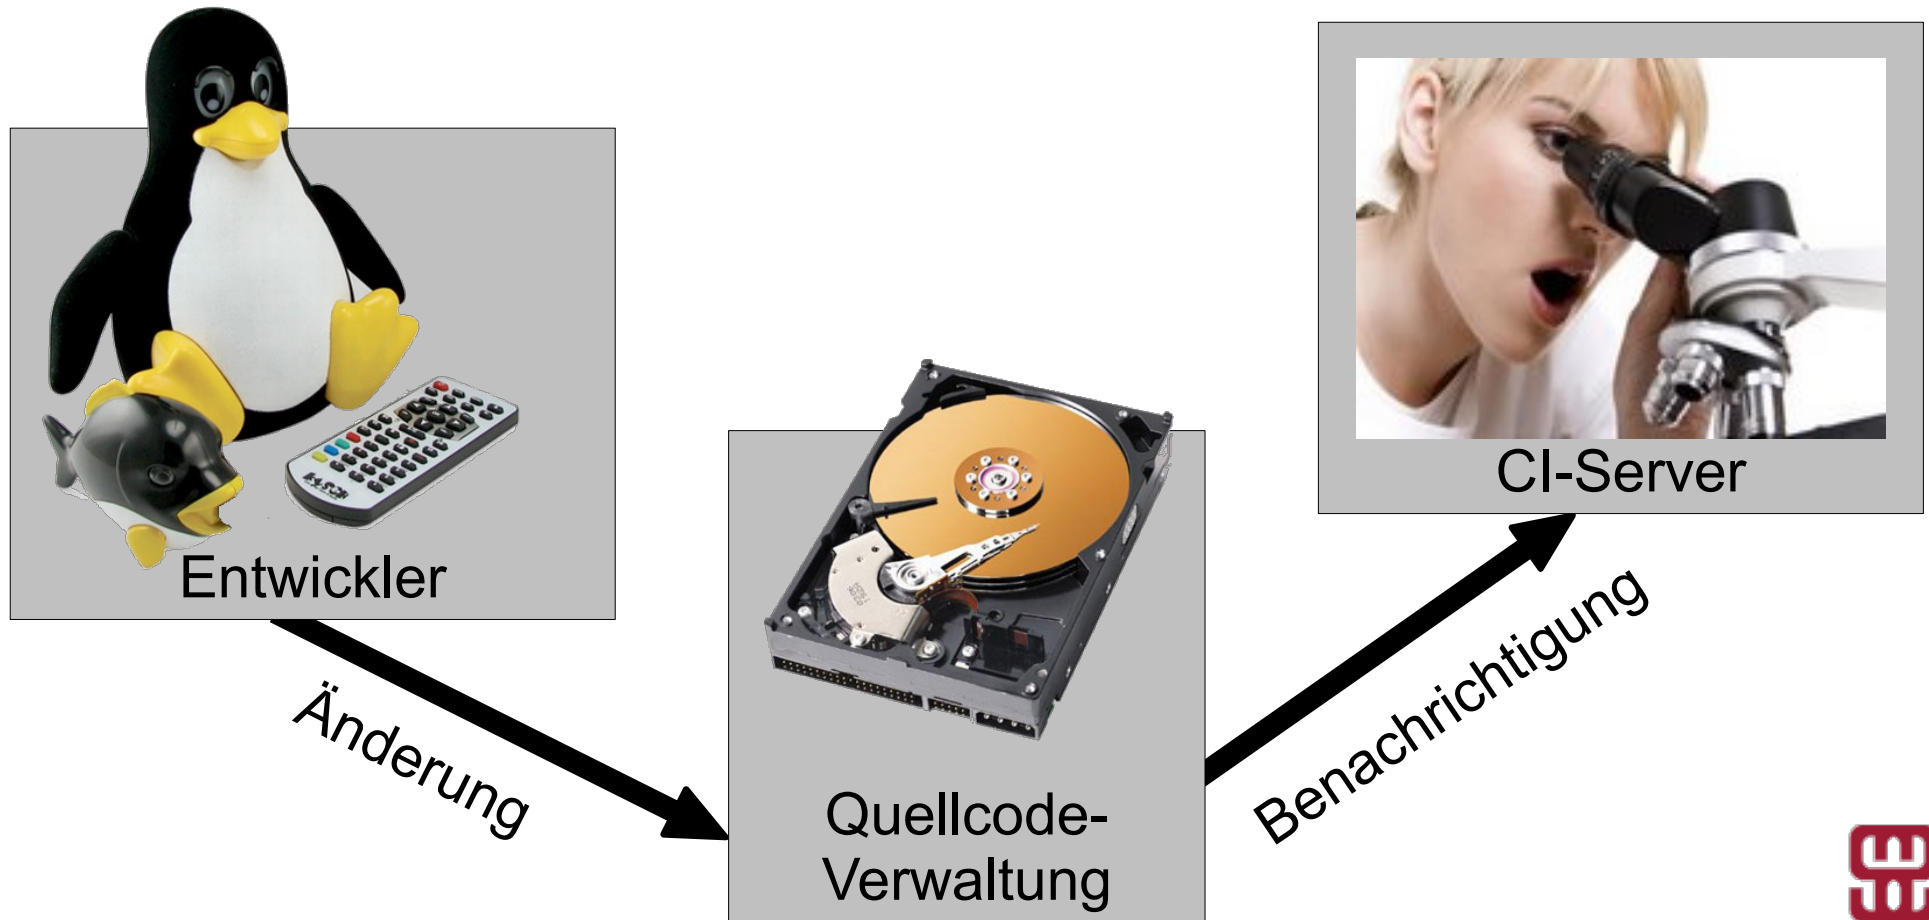 Entwickler
Änderung
Quellcode-
Verwaltung
Benachrichtigung
CI-Server